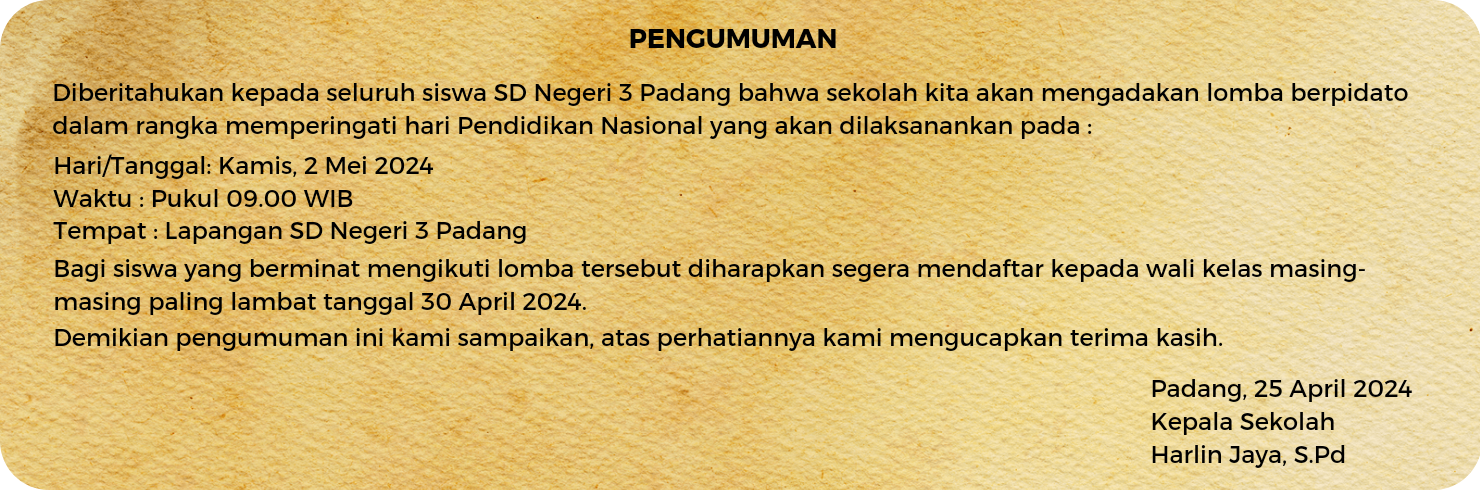 PENGUMUMAN
Diberitahukan kepada seluruh siswa SD Negeri 3 Padang bahwa sekolah kita akan mengadakan lomba berpidato
dalam rangka memperingati hari Pendidikan Nasional yang akan dilaksanankan pada :
Hari/Tanggal: Kamis, 2 Mei 2024
Waktu : Pukul 09.00 WIB
Tempat : Lapangan SD Negeri 3 Padang
Bagi siswa yang berminat mengikuti lomba tersebut diharapkan segera mendaftar kepada wali kelas masing-
masing paling lambat tanggal 30 April 2024.
Demikian pengumuman ini kami sampaikan, atas perhatiannya kami mengucapkan terima kasih.
Padang, 25 April 2024
Kepala Sekolah
Harlin Jaya, S.Pd